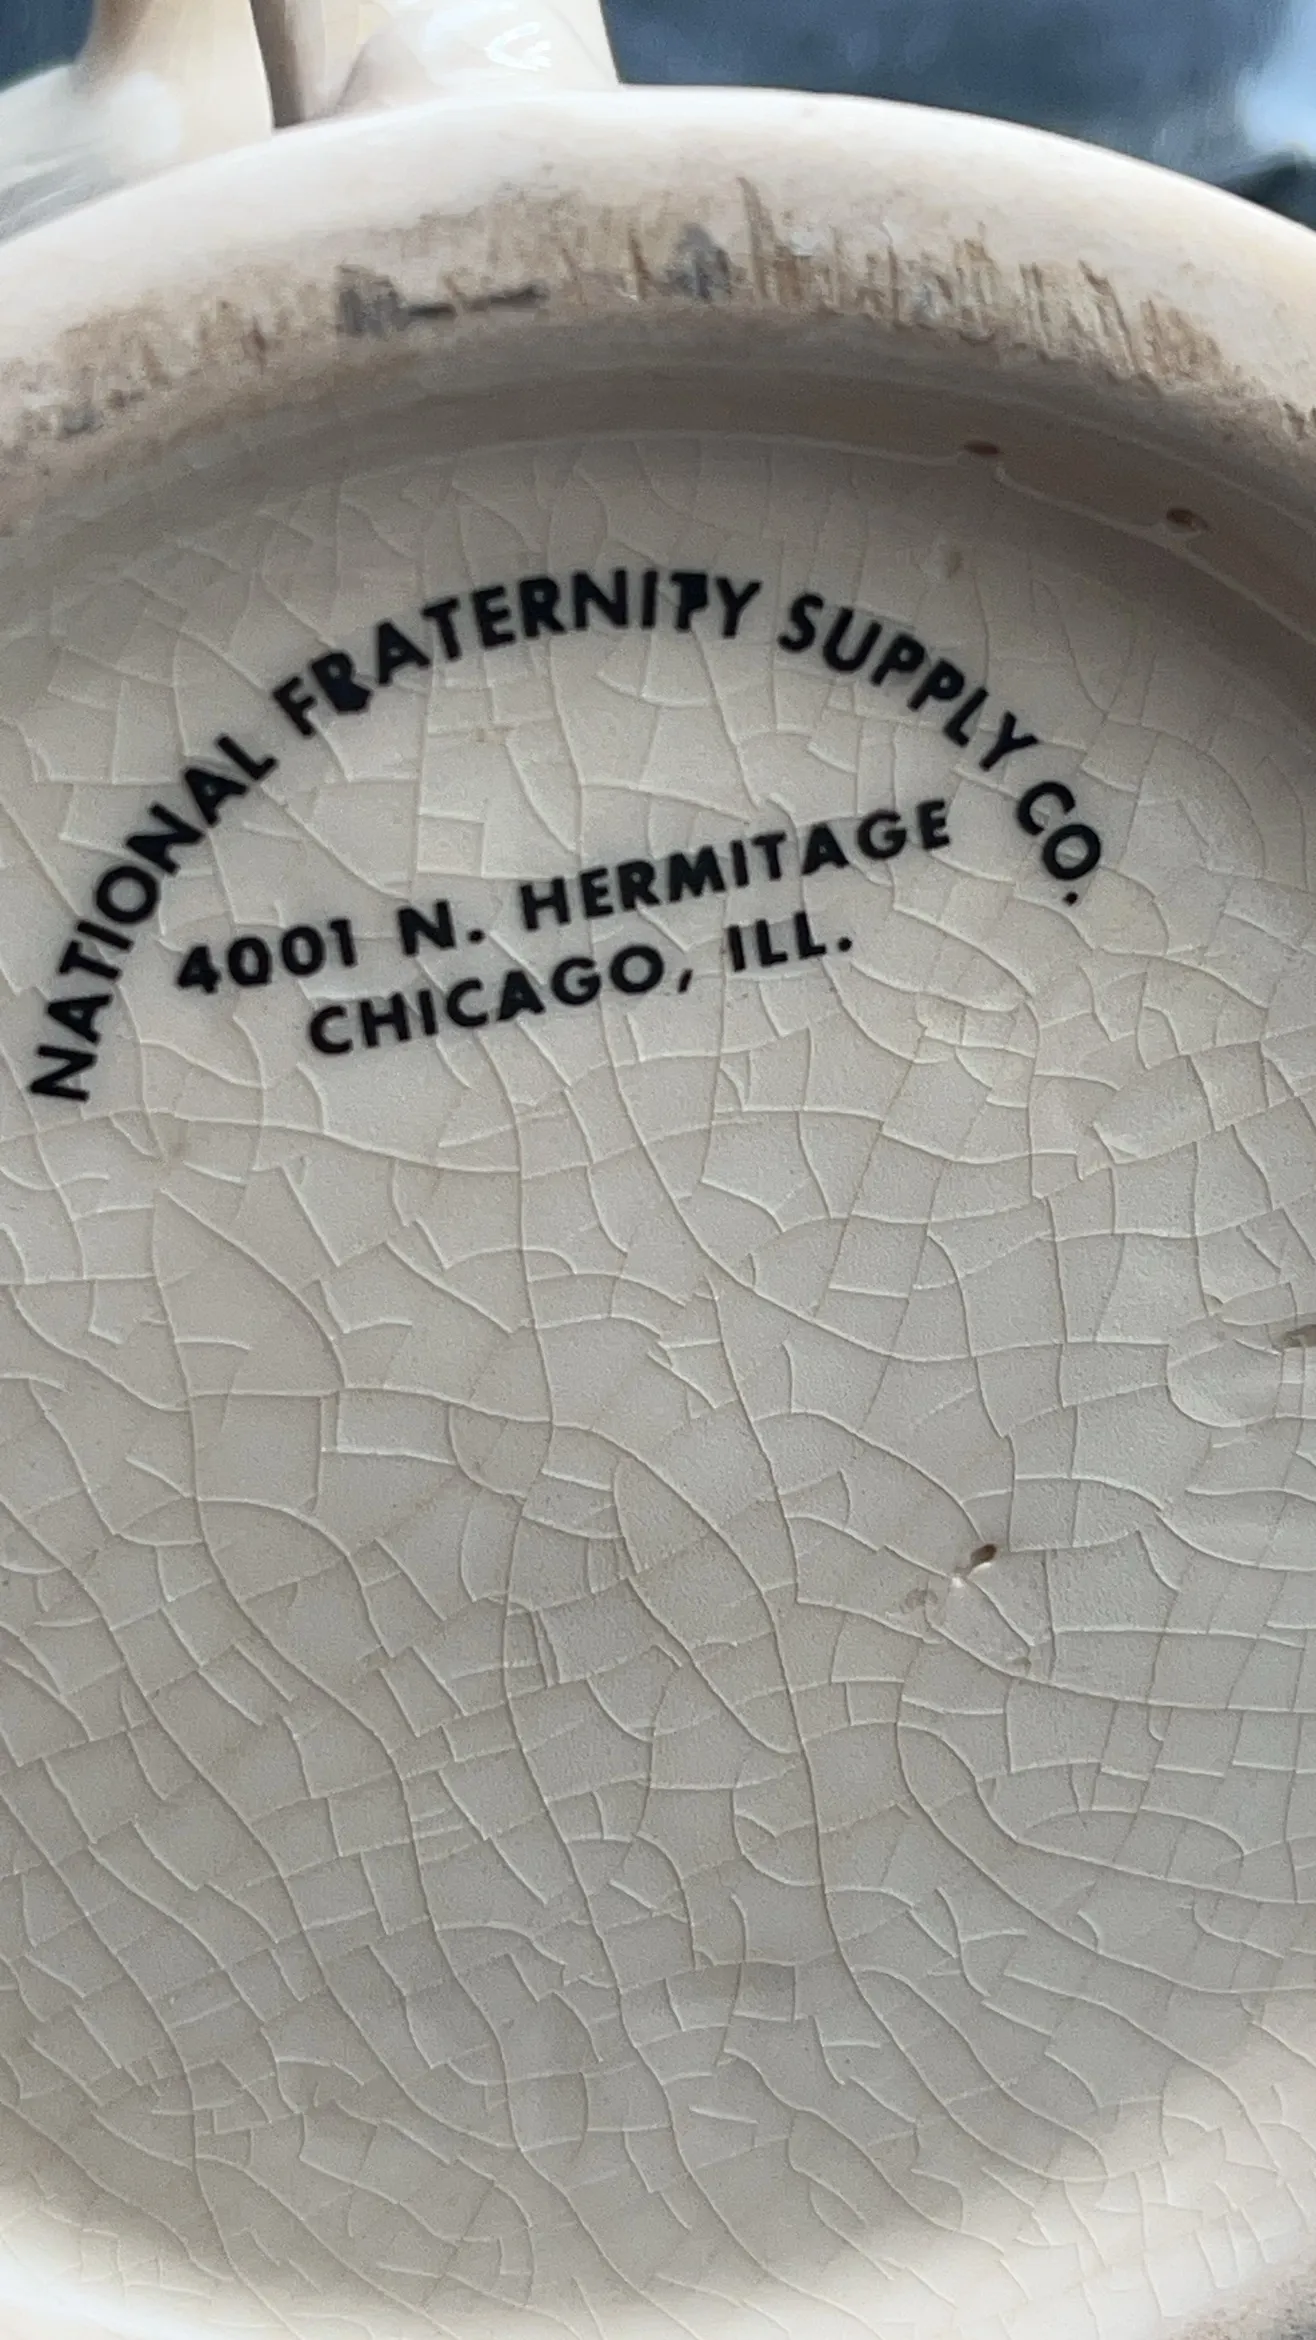 NATIONAL FRATERNITY SUPPLY CO.
4001 N. HERMITAGE
CHICAGO, ILL.